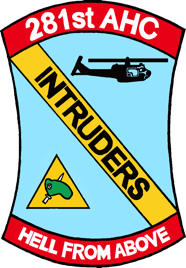 281st AHC
INTRUDERS
HELL FROM ABOVE